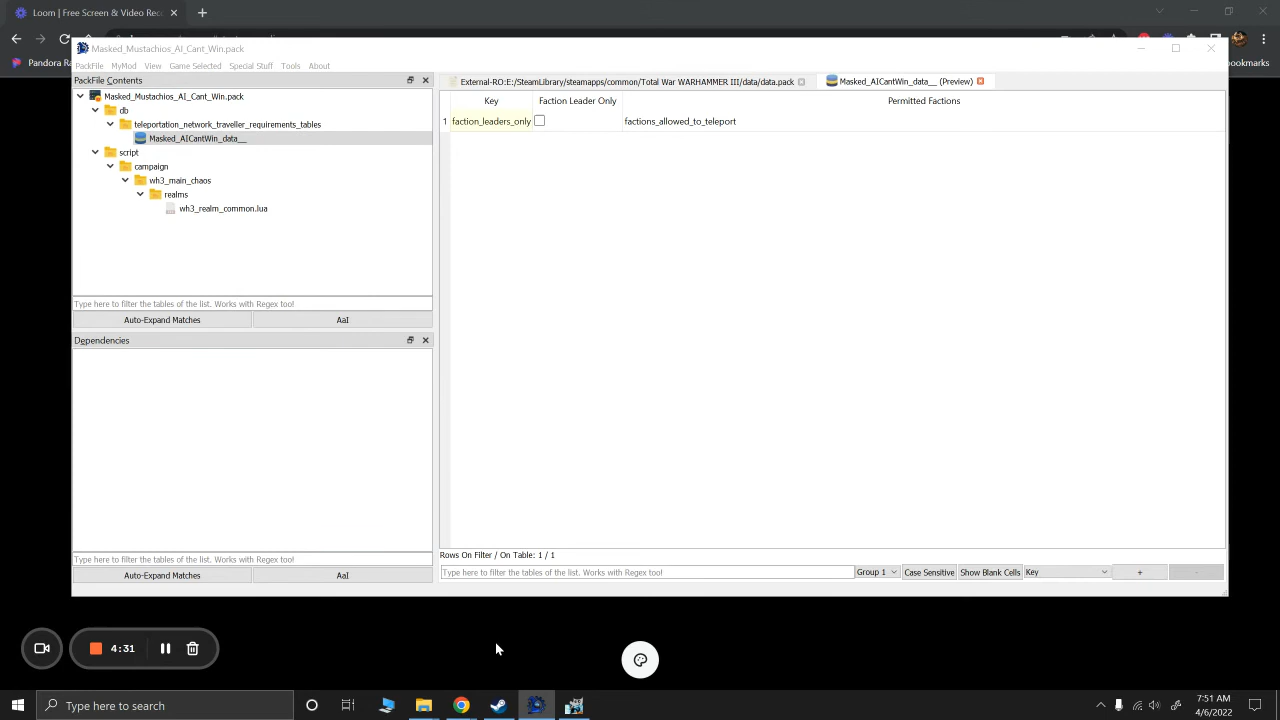 Loom | Free Screen & Video Rec
Pandora Ra
bookmarks
Masked_Mustachios_AI_Cant_Win.pack
PackFile MyMod View Game Selected Special Stuff Tools About
PackFile Contents
Masked_Mustachios_AI_Cant_Win.pack
db
teleportation_network_traveller_requirements_tables
Masked_AICantWin_data__
script
campaign
wh3_main_chaos
realms
wh3_realm_common.lua
Type here to filter the tables of the list. Works with Regex too!
Auto-Expand Matches AaI
Dependencies
Type here to filter the tables of the list. Works with Regex too!
Auto-Expand Matches AaI
External-RO:E:/SteamLibrary/steamapps/common/Total War WARHAMMER III/data/data.pack
Masked_AICantWin_data__ (Preview)
Key Faction Leader Only Permitted Factions
1 faction_leaders_only factions_allowed_to_teleport
Rows On Filter / On Table: 1 / 1
Type here to filter the tables of the list. Works with Regex too! Group 1 Case Sensitive Show Blank Cells Key + -
4:31
Type here to search
7:51 AM
4/6/2022